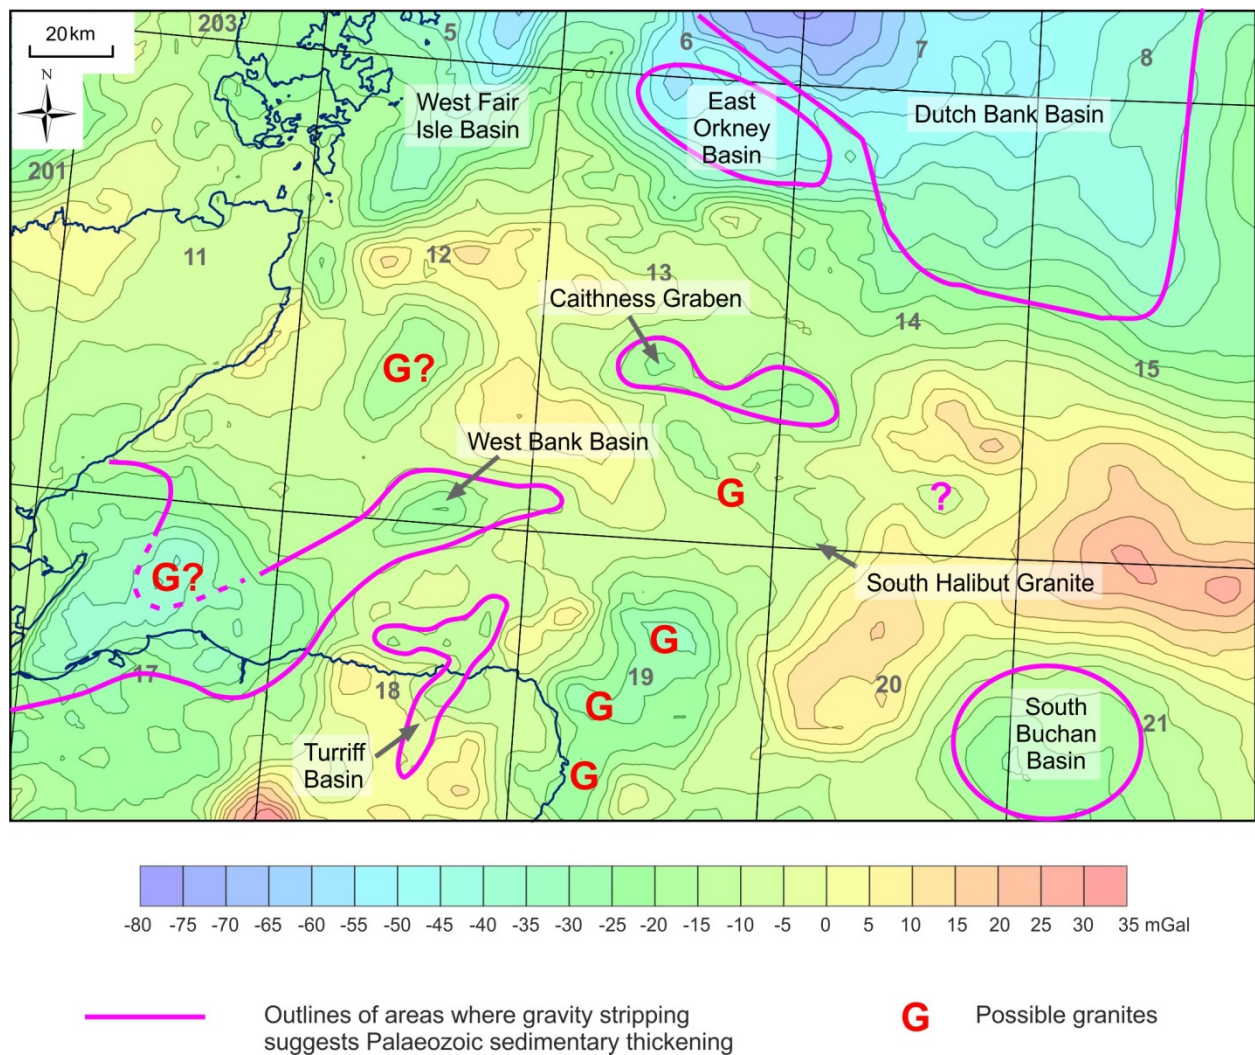 20 km
N
203
5
6
7
8
West Fair
Isle Basin
East
Orkney
Basin
Dutch Bank Basin
201
11
12
13
Caithness Graben
14
15
G?
West Bank Basin
G
?
G?
South Halibut Granite
G
17
18
19
20
G
South
Buchan
Basin
21
Turriff
Basin
G
-80 -75 -70 -65 -60 -55 -50 -45 -40 -35 -30 -25 -20 -15 -10 -5 0 5 10 15 20 25 30 35 mGal
Outlines of areas where gravity stripping
suggests Palaeozoic sedimentary thickening
G Possible granites